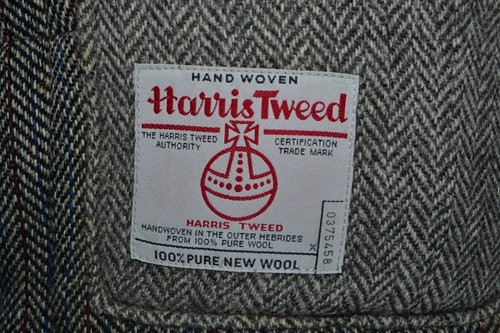 HAND WOVEN
Harris Tweed
THE HARRIS TWEED AUTHORITY
CERTIFICATION TRADE MARK
HARRIS TWEED
HANDWOVEN IN THE OUTER HEBRIDES
FROM 100% PURE WOOL
X
0375458
100% PURE NEW WOOL